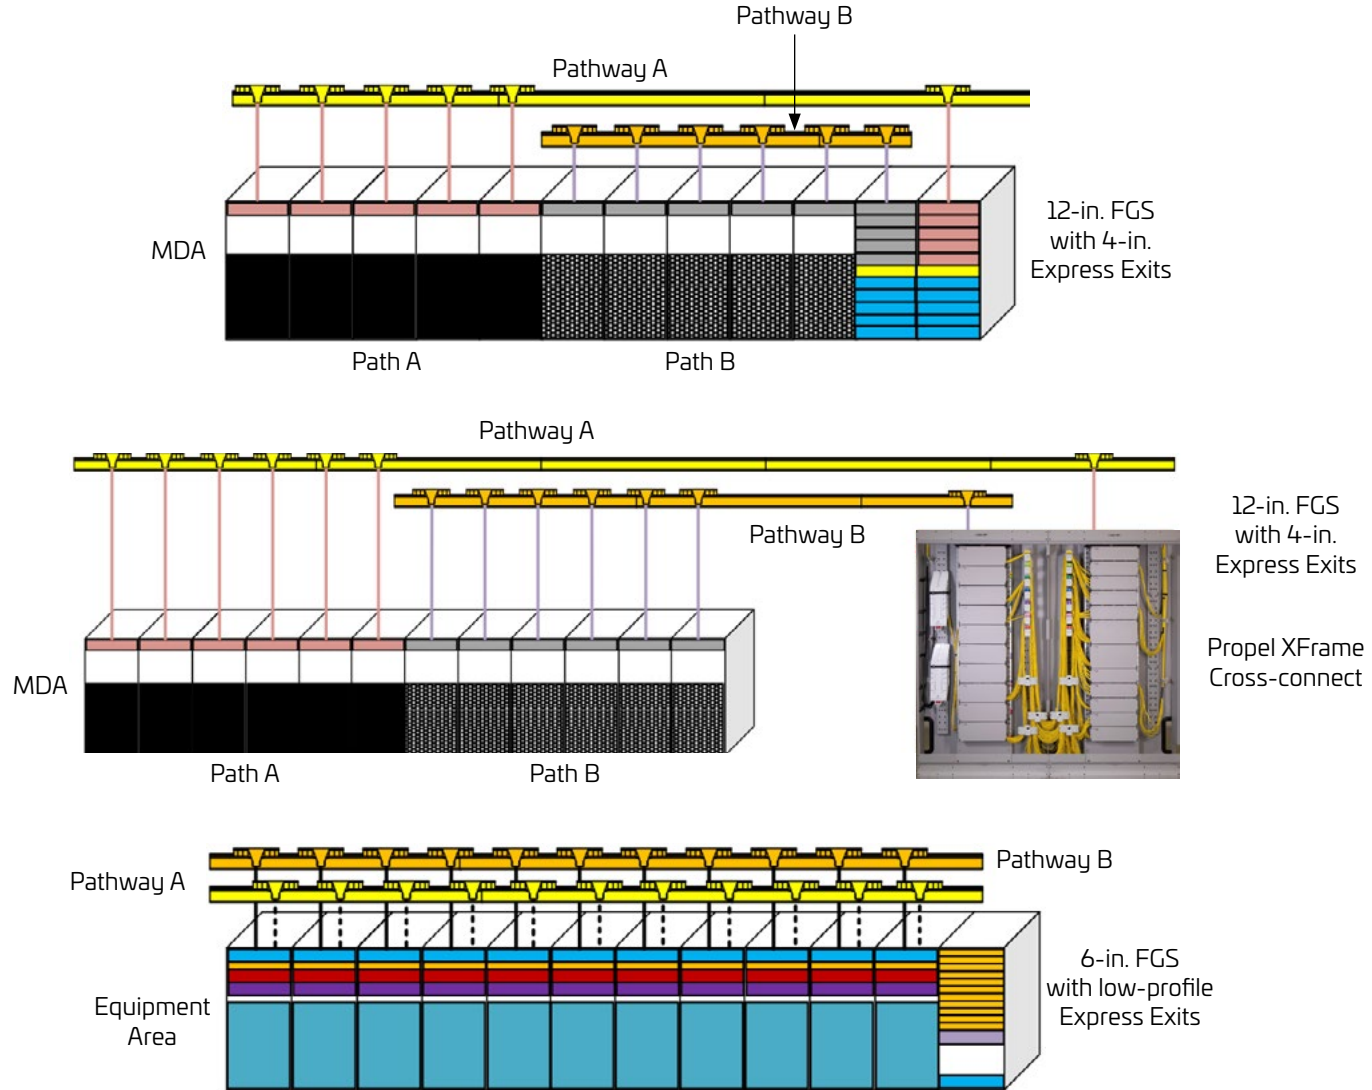 Pathway B
Pathway A
12-in. FGS
with 4-in.
Express Exits
MDA
Path A
Path B
Pathway A
Pathway B
12-in. FGS
with 4-in.
Express Exits
Propel XFrame
Cross-connect
MDA
Path A
Path B
Pathway B
Pathway A
6-in. FGS
with low-profile
Express Exits
Equipment
Area